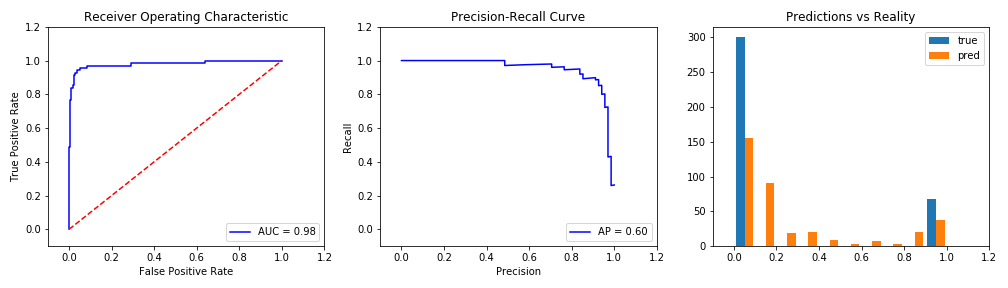 Receiver Operating Characteristic
1.2
1.0
0.8
0.6
0.4
0.2
0.0
True Positive Rate
AUC = 0.98
0.0 0.2 0.4 0.6 0.8 1.0 1.2
False Positive Rate
Precision-Recall Curve
1.2
1.0
0.8
0.6
0.4
0.2
0.0
Recall
AP = 0.60
0.0 0.2 0.4 0.6 0.8 1.0 1.2
Precision
Predictions vs Reality
300
250
200
150
100
50
0
true
pred
0.0 0.2 0.4 0.6 0.8 1.0 1.2